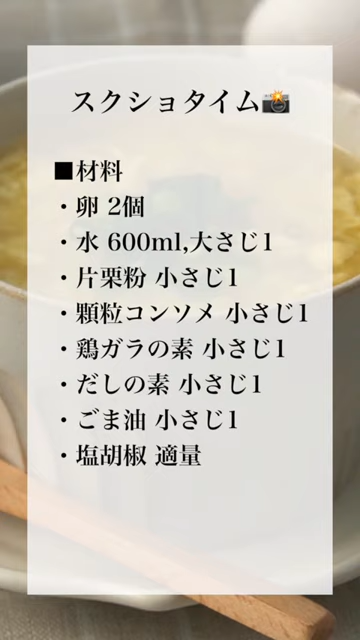 スクショタイム📸
■材料
・卵 2個
・水 600ml,大さじ1
・片栗粉 小さじ1
・顆粒コンソメ 小さじ1
・鶏ガラの素 小さじ1
・だしの素 小さじ1
・ごま油 小さじ1
・塩胡椒 適量